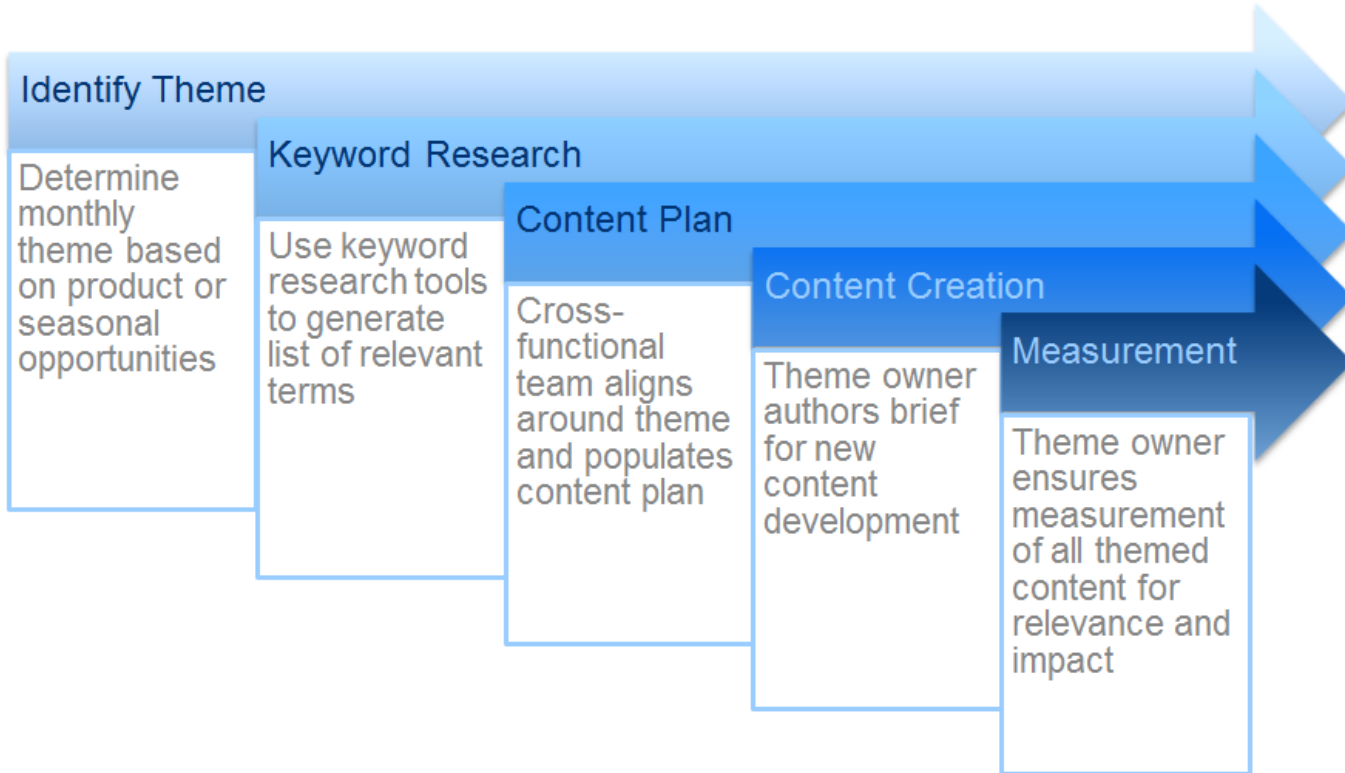 Identify Theme
Determine
monthly
theme based
on product or
seasonal
opportunities
Keyword Research
Use keyword
research tools
to generate
list of relevant
terms
Content Plan
Cross-
functional
team aligns
around theme
and populates
content plan
Content Creation
Theme owner
authors brief
for new
content
development
Measurement
Theme owner
ensures
measurement
of all themed
content for
relevance and
impact